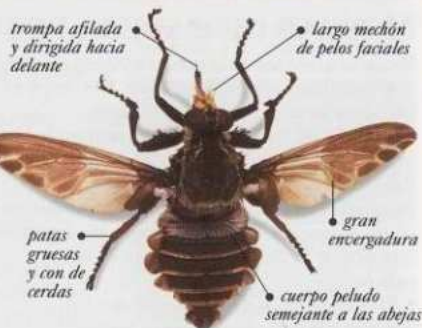 trompa afilada
y dirigida hacia
delante
largo mechón
de pelos faciales
patas
gruesas
y con de
cerdas
gran
envergadura
cuerpo peludo
semejante a las abejas